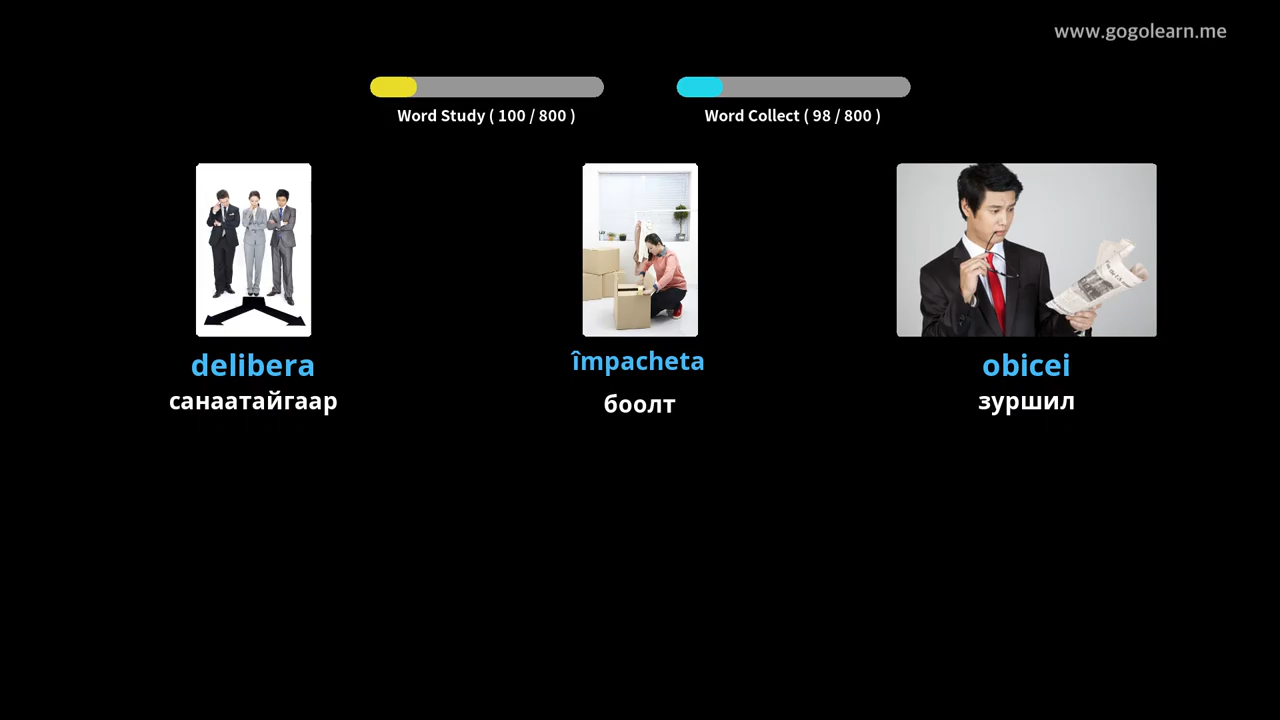 www.gogolearn.me
Word Study ( 100 / 800 )
Word Collect ( 98 / 800 )
delibera
санаатайгаар
împacheta
боолт
obicei
зуршил